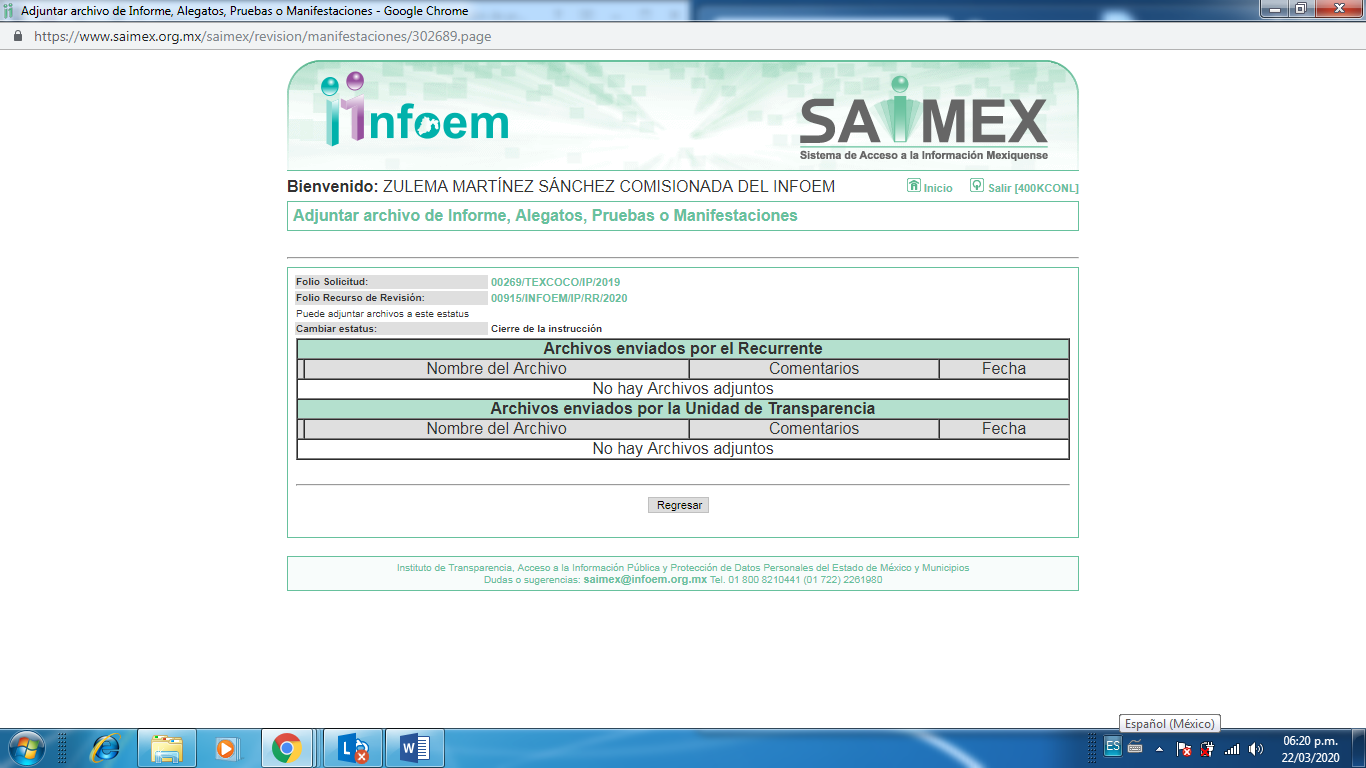 Adjuntar archivo de Informe, Alegatos, Pruebas o Manifestaciones - Google Chrome
https://www.saimex.org.mx/saimex/revision/manifestaciones/302689.page
infoem
SAIMEX
Sistema de Acceso a la Información Mexiquense
Bienvenido: ZULEMA MARTÍNEZ SÁNCHEZ COMISIONADA DEL INFOEM Inicio Salir [400KCONL]
Adjuntar archivo de Informe, Alegatos, Pruebas o Manifestaciones
Folio Solicitud: 00269/TEXCOCO/IP/2019
Folio Recurso de Revisión: 00915/INFOEM/IP/RR/2020
Puede adjuntar archivos a este estatus
Cambiar estatus: Cierre de la instrucción
Archivos enviados por el Recurrente
Nombre del Archivo Comentarios Fecha
No hay Archivos adjuntos
Archivos enviados por la Unidad de Transparencia
Nombre del Archivo Comentarios Fecha
No hay Archivos adjuntos
Regresar
Instituto de Transparencia, Acceso a la Información Pública y Protección de Datos Personales del Estado de México y Municipios
Dudas o sugerencias: saimex@infoem.org.mx Tel. 01 800 8210441 (01 722) 2261980
Español (México)
ES
06:20 p.m.
22/03/2020